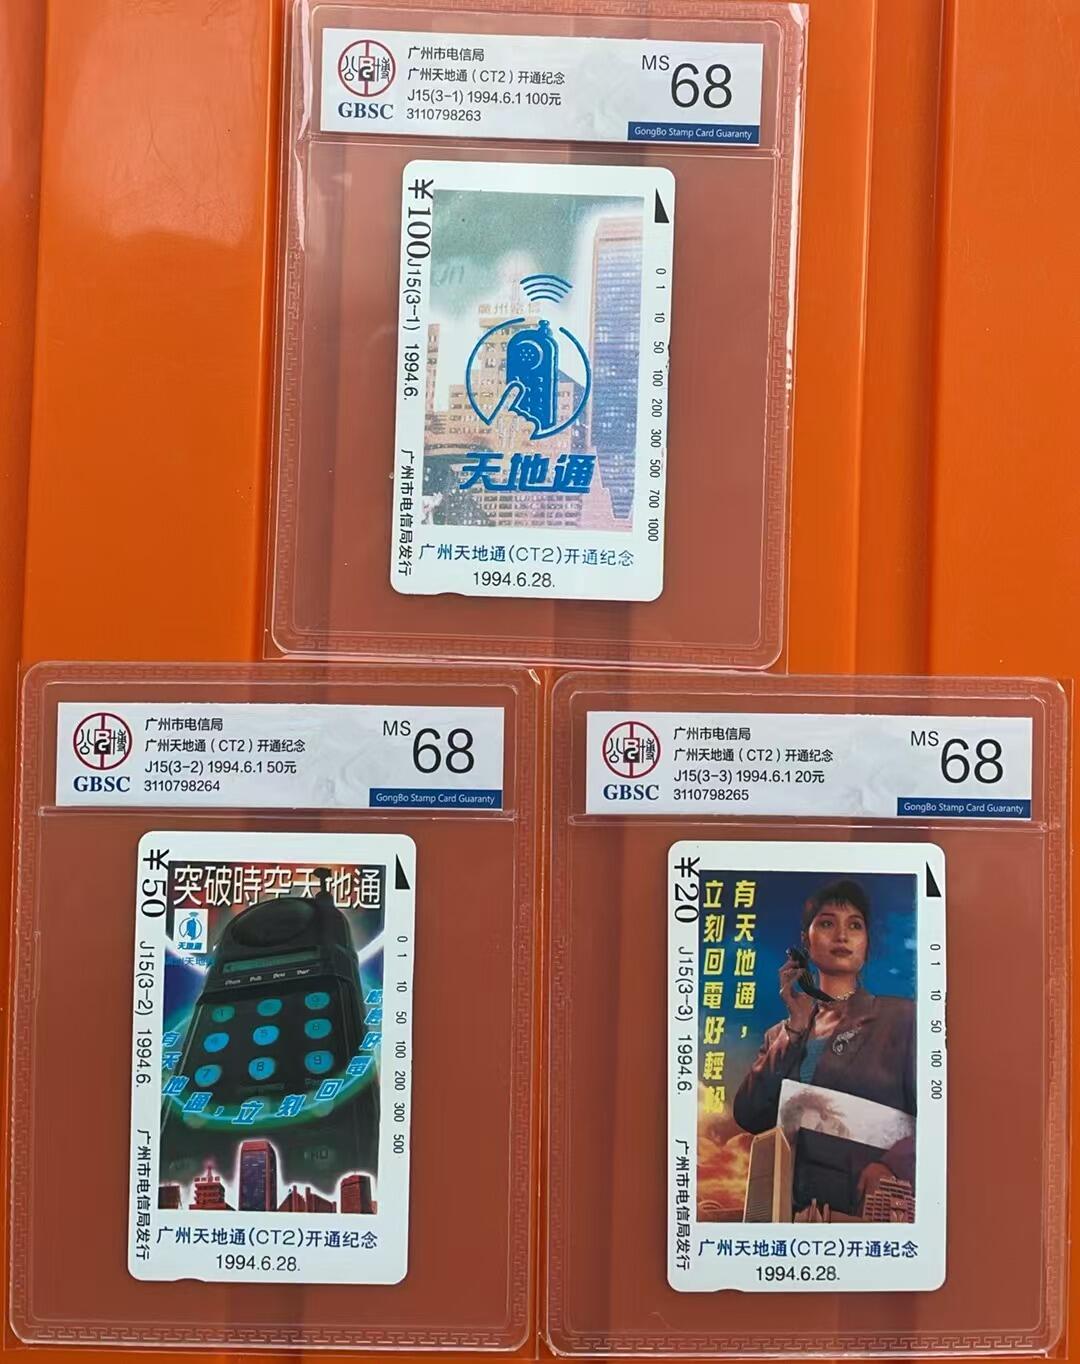 广州市电信局
广州天地通（CT2）开通纪念
J15(3-1) 1994.6.1 100元
3110798263
GBSC
MS 68
GongBo Stamp Card Guaranty
¥100
J15(3-1) 1994.6.
广州市电信局发行
天地通
0 1 10 50 100 200 300 500 700 1000
广州天地通(CT2)开通纪念
1994.6.28.
广州市电信局
广州天地通（CT2）开通纪念
J15(3-2) 1994.6.1 50元
3110798264
GBSC
MS 68
GongBo Stamp Card Guaranty
¥50
J15(3-2) 1994.6.
广州市电信局发行
突破時空天地通
天地通
有天地通，立刻回電
0 1 10 50 100 200 300 500
广州天地通(CT2)开通纪念
1994.6.28.
广州市电信局
广州天地通（CT2）开通纪念
J15(3-3) 1994.6.1 20元
3110798265
GBSC
MS 68
GongBo Stamp Card Guaranty
¥20
J15(3-3) 1994.6.
广州市电信局发行
有天地通，
立刻回電好輕鬆
0 1 10 50 100 200
广州天地通(CT2)开通纪念
1994.6.28.